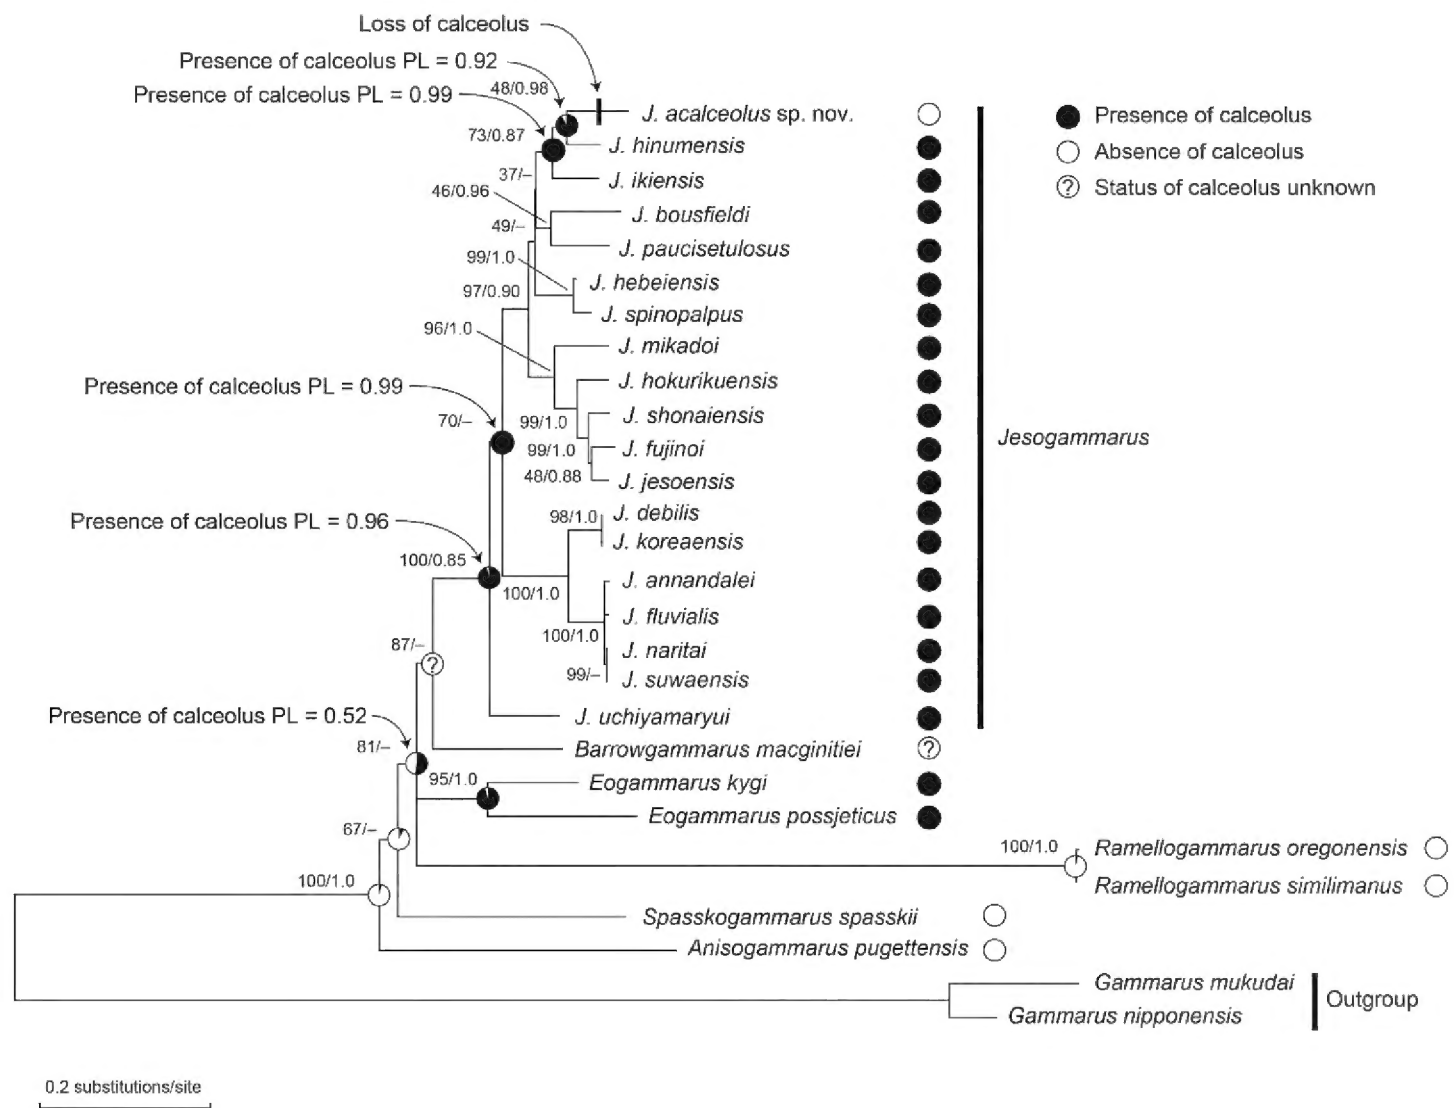 Loss of calceolus
Presence of calceolus PL = 0.92
48/0.98
Presence of calceolus PL = 0.99
J. acalceolus sp. nov.
Presence of calceolus
73/0.87
J. hinumensis
Absence of calceolus
37/–
J. ikiensis
? Status of calceolus unknown
46/0.96
J. bousfieldi
49/–
J. paucisetulosus
99/1.0
J. hebeiensis
97/0.90
J. spinopalpus
96/1.0
J. mikadoi
Presence of calceolus PL = 0.99
J. hokurikuensis
70/–
99/1.0
J. shonaiensis
Jesogammarus
99/1.0
J. fujinoi
48/0.88
J. jesoensis
Presence of calceolus PL = 0.96
98/1.0
J. debilis
J. koreaensis
100/0.85
100/1.0
J. annandalei
J. fluvialis
100/1.0
87/–
?
J. naritai
99/–
J. suwaensis
Presence of calceolus PL = 0.52
J. uchiyamaryui
81/–
Barrowgammarus macginitiei ?
95/1.0
Eogammarus kygi
Eogammarus possjeticus
67/–
100/1.0
Ramellogammarus oregonensis
100/1.0
Ramellogammarus similimanus
Spasskogammarus spasskii
Anisogammarus pugettensis
Gammarus mukudai
Outgroup
Gammarus nipponensis
0.2 substitutions/site